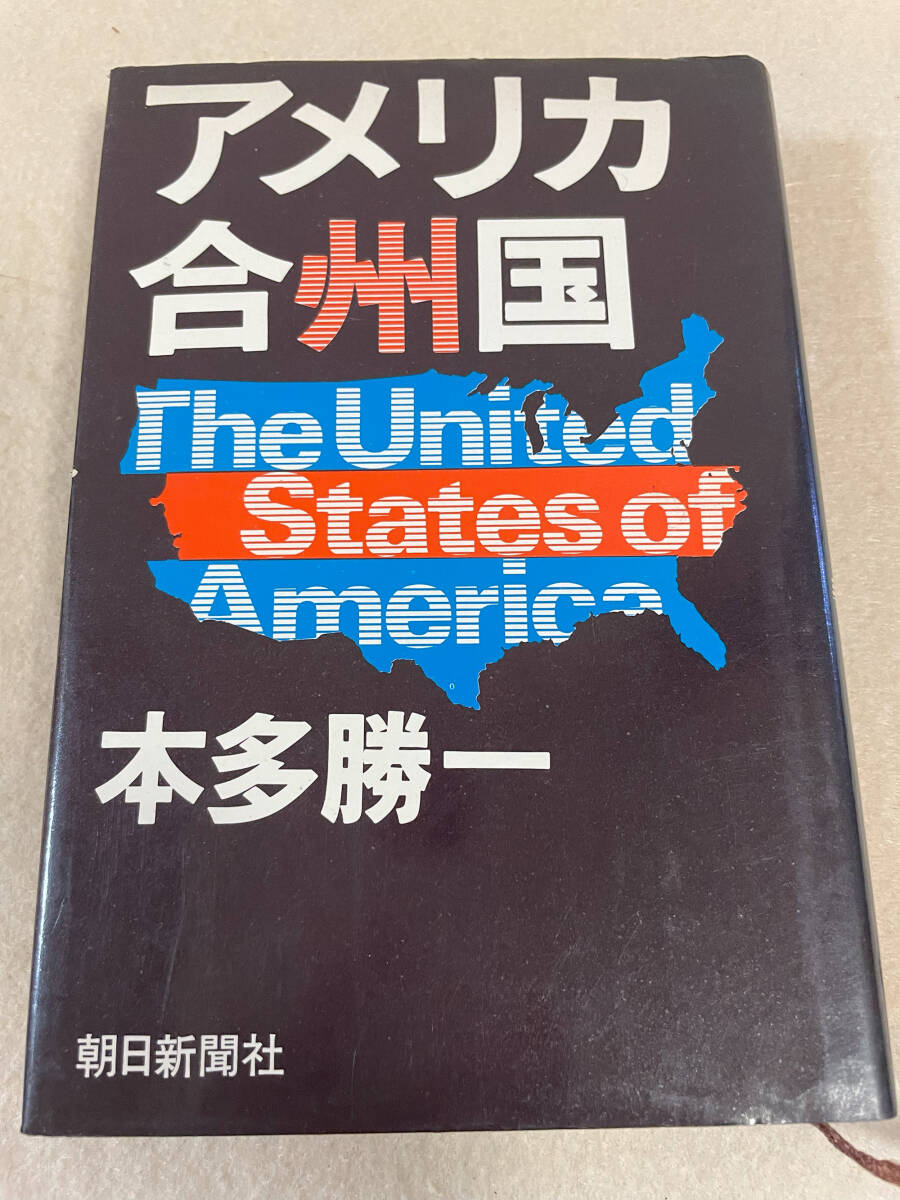 アメリカ
合州国
The United
States of
America
本多勝一
朝日新聞社